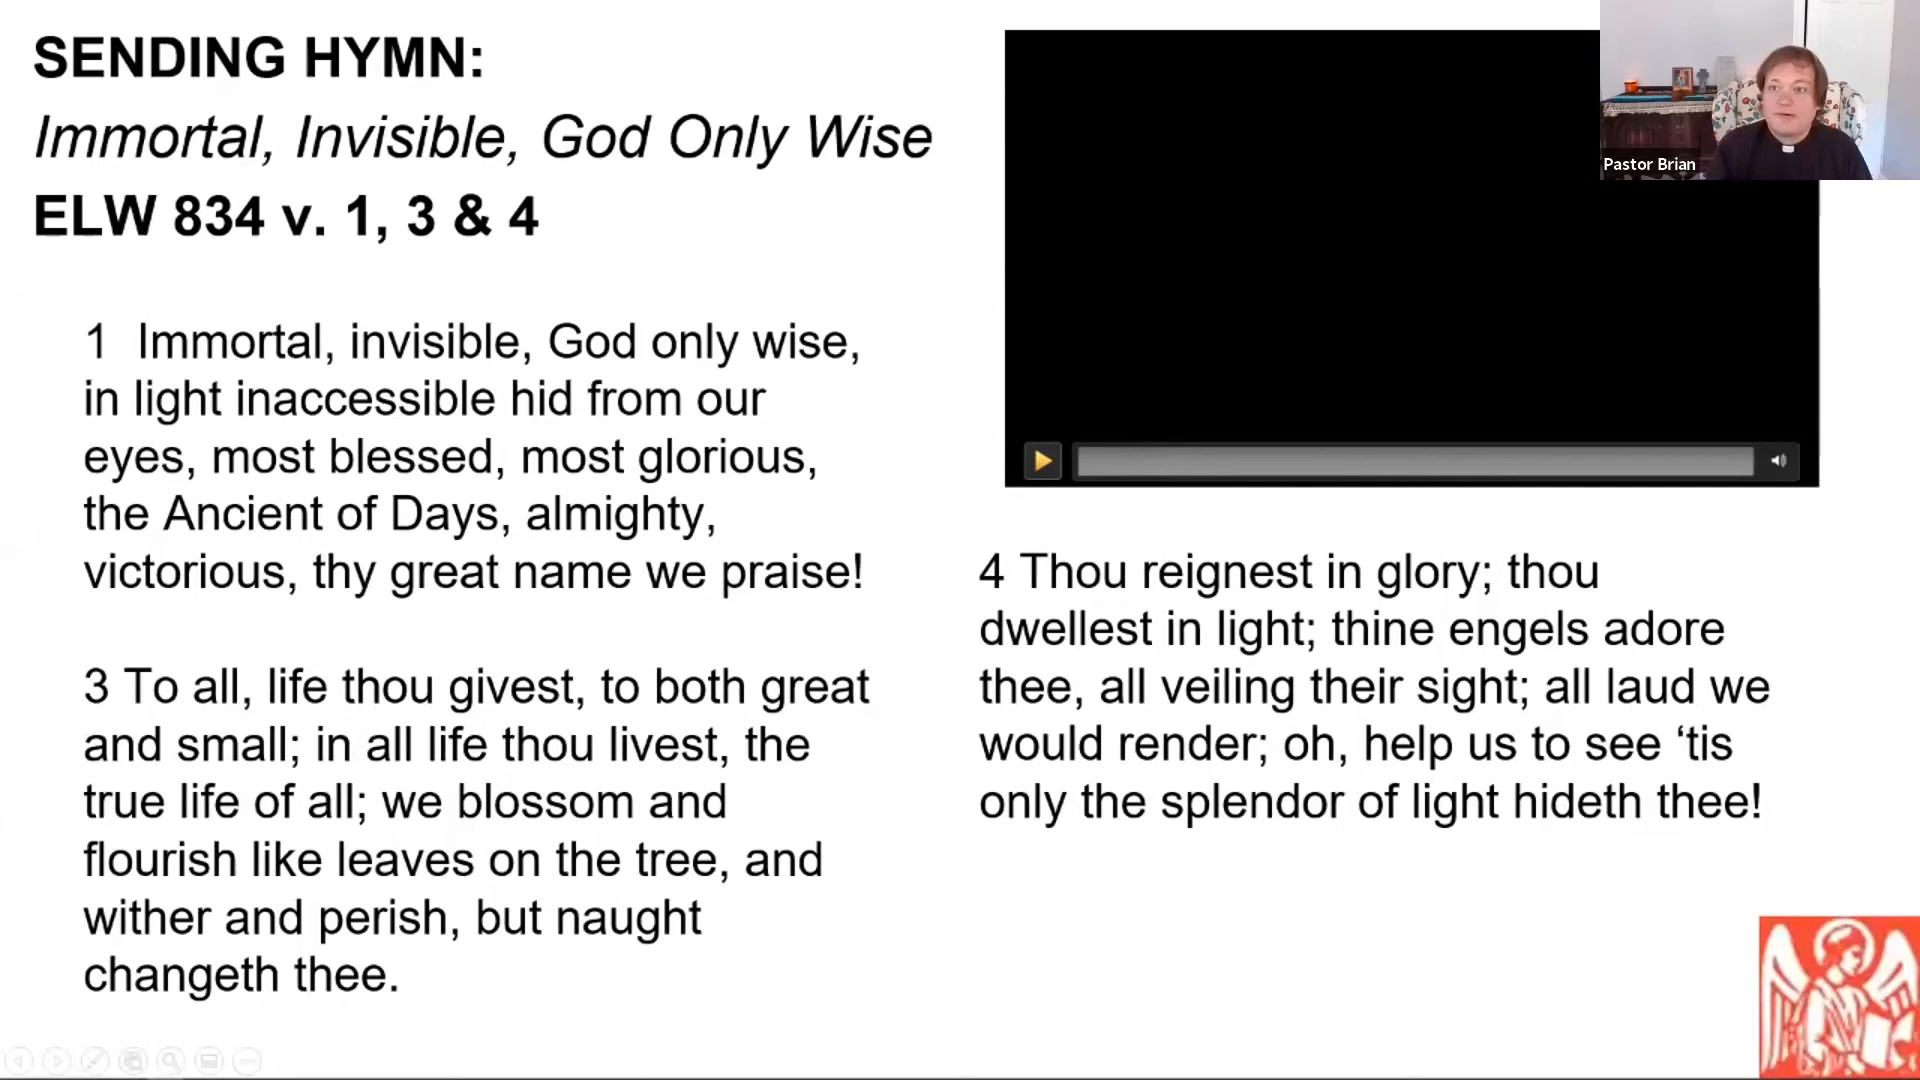 SENDING HYMN:
Immortal, Invisible, God Only Wise
ELW 834 v. 1, 3 & 4
1 Immortal, invisible, God only wise,
in light inaccessible hid from our
eyes, most blessed, most glorious,
the Ancient of Days, almighty,
victorious, thy great name we praise!
3 To all, life thou givest, to both great
and small; in all life thou livest, the
true life of all; we blossom and
flourish like leaves on the tree, and
wither and perish, but naught
changeth thee.
4 Thou reignest in glory; thou
dwellest in light; thine engels adore
thee, all veiling their sight; all laud we
would render; oh, help us to see ‘tis
only the splendor of light hideth thee!
Pastor Brian